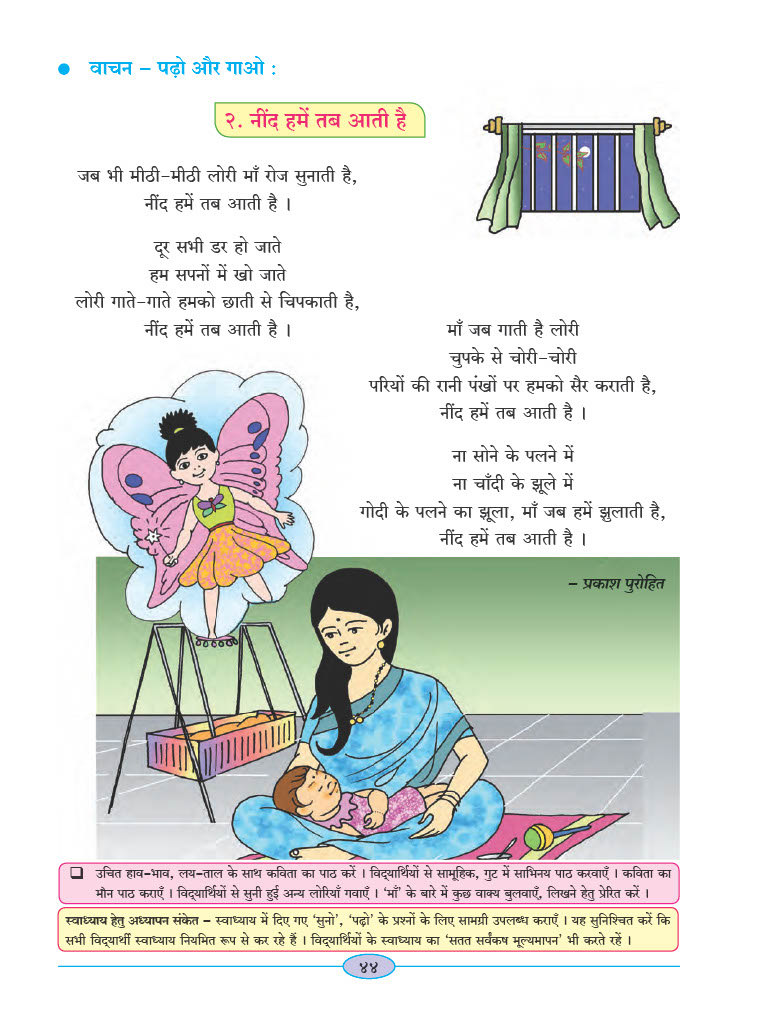 ● वाचन – पढ़ो और गाओ :
२. नींद हमें तब आती है
जब भी मीठी-मीठी लोरी माँ रोज सुनाती है,
नींद हमें तब आती है ।
दूर सभी डर हो जाते
हम सपनों में खो जाते
लोरी गाते-गाते हमको छाती से चिपकाती है,
नींद हमें तब आती है ।
माँ जब गाती है लोरी
चुपके से चोरी-चोरी
परियों की रानी पंखों पर हमको सैर कराती है,
नींद हमें तब आती है ।
ना सोने के पलने में
ना चाँदी के झूले में
गोदी के पलने का झूला, माँ जब हमें झुलाती है,
नींद हमें तब आती है ।
– प्रकाश पुरोहित
❑ उचित हाव-भाव, लय-ताल के साथ कविता का पाठ करें । विद्यार्थियों से सामूहिक, गुट में साभिनय पाठ करवाएँ । कविता का
मौन पाठ कराएँ । विद्यार्थियों से सुनी हुई अन्य लोरियाँ गवाएँ । ‘माँ’ के बारे में कुछ वाक्य बुलवाएँ, लिखने हेतु प्रेरित करें ।
स्वाध्याय हेतु अध्यापन संकेत – स्वाध्याय में दिए गए ‘सुनो’, ‘पढ़ो’ के प्रश्नों के लिए सामग्री उपलब्ध कराएँ । यह सुनिश्चित करें कि
सभी विद्यार्थी स्वाध्याय नियमित रूप से कर रहे हैं । विद्यार्थियों के स्वाध्याय का ‘सतत सर्वंकष मूल्यमापन’ भी करते रहें ।
४४